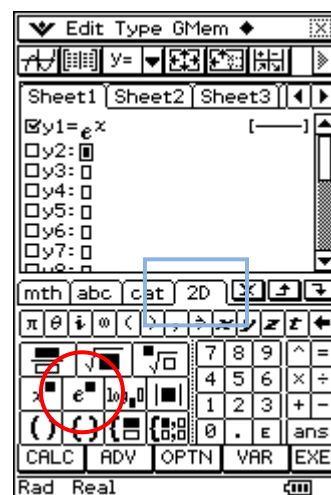 Edit Type GMem ◆
y=
Sheet1 Sheet2 Sheet3
y1=e^x [—]
y2:
y3:
y4:
y5:
y6:
y7:
mth abc cat 2D
π θ i ∞ ( ) , x y z t
√ √ 7 8 9 ^ =
e 4 5 6 × ÷
1 2 3 + −
( ) { } { { 0 . E ans
CALC ADV OPTN VAR EXE
Rad Real